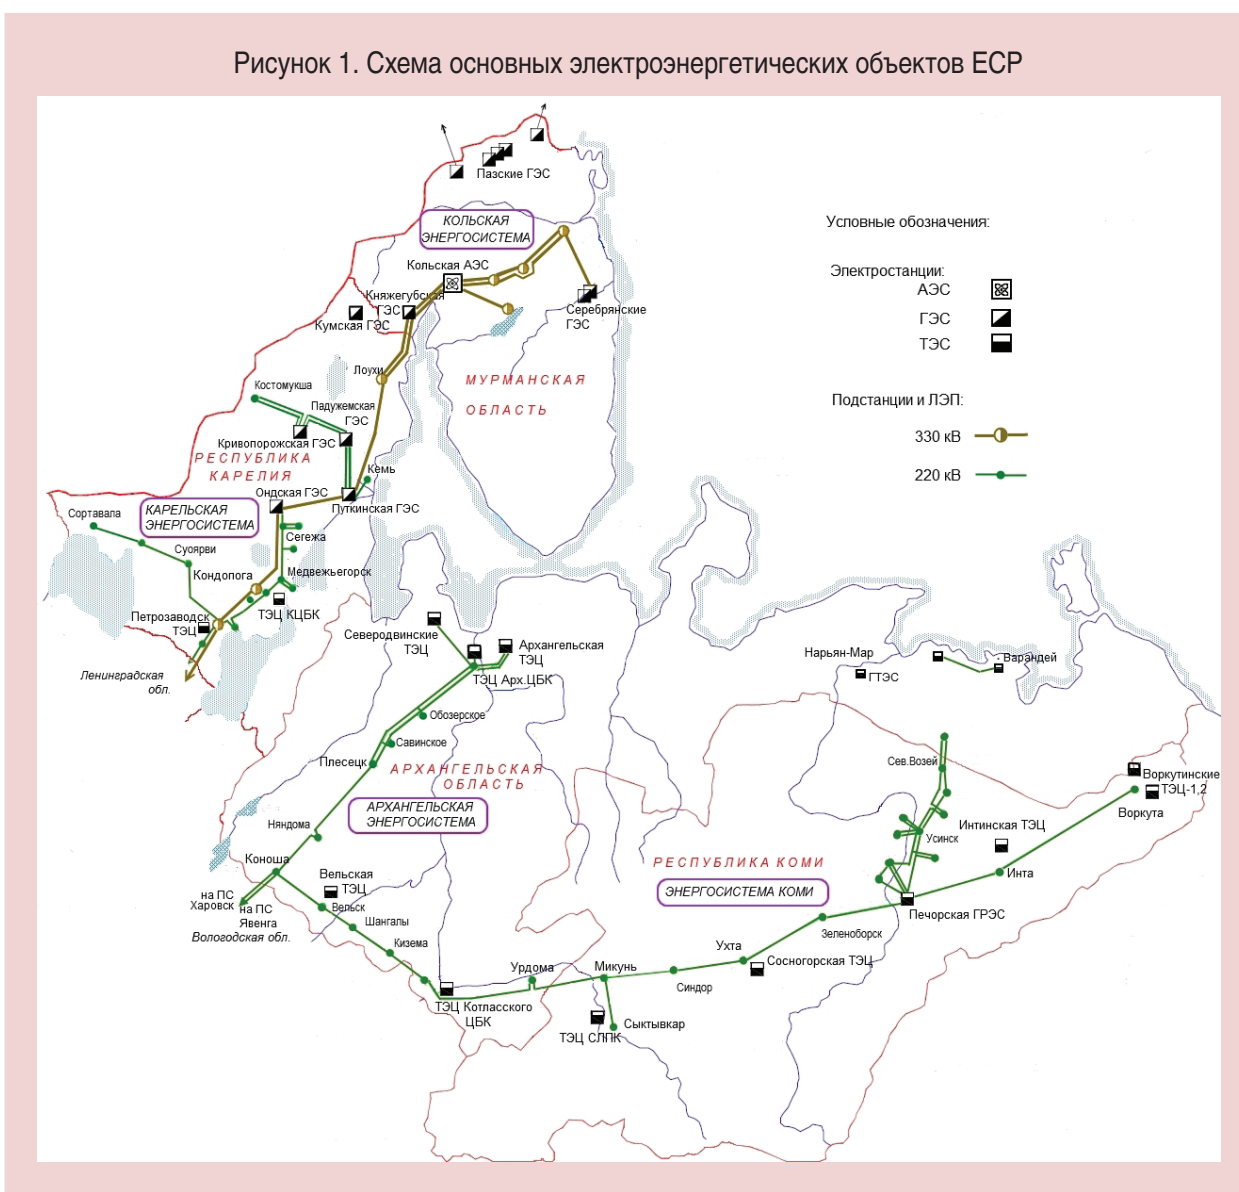 Рисунок 1. Схема основных электроэнергетических объектов ЕСР
Пазские ГЭС
КОЛЬСКАЯ
ЭНЕРГОСИСТЕМА
Условные обозначения:
Кольская АЭС
Электростанции:
АЭС
ГЭС
ТЭС
Княжегубская
ГЭС
Серебрянские
ГЭС
Кумская ГЭС
Лоухи
МУРМАНСКАЯ
ОБЛАСТЬ
Подстанции и ЛЭП:
330 кВ
220 кВ
Костомукша
Падужемская
ГЭС
Кривопорожская ГЭС
РЕСПУБЛИКА
КАРЕЛИЯ
Кемь
Ондская ГЭС
Путкинская ГЭС
КАРЕЛЬСКАЯ
ЭНЕРГОСИСТЕМА
Сортавала
Сегежа
Суоярви
Кондопога
Медвежьегорск
Петрозаводск
ТЭЦ
ТЭЦ КЦБК
Ленинградская
обл.
Северодвинские
ТЭЦ
Архангельская
ТЭЦ
ТЭЦ Арх.ЦБК
Нарьян-Мар
ГТЭС
Варандей
Обозерское
Савинское
Плесецк
АРХАНГЕЛЬСКАЯ
ОБЛАСТЬ
Сев.Возей
Воркутинские
ТЭЦ-1,2
Воркута
АРХАНГЕЛЬСКАЯ
ЭНЕРГОСИСТЕМА
Няндома
Усинск
Интинская ТЭЦ
Инта
Коноша
РЕСПУБЛИКА КОМИ
ЭНЕРГОСИСТЕМА КОМИ
Вельская
ТЭЦ
на ПС
Харовск
на ПС
Явенга
Вологодская обл.
Вельск
Шангалы
Кизема
Печорская ГРЭС
Зеленоборск
Ухта
Сосногорская ТЭЦ
Урдома
Микунь
Синдор
ТЭЦ Котласского
ЦБК
Сыктывкар
ТЭЦ СЛПК